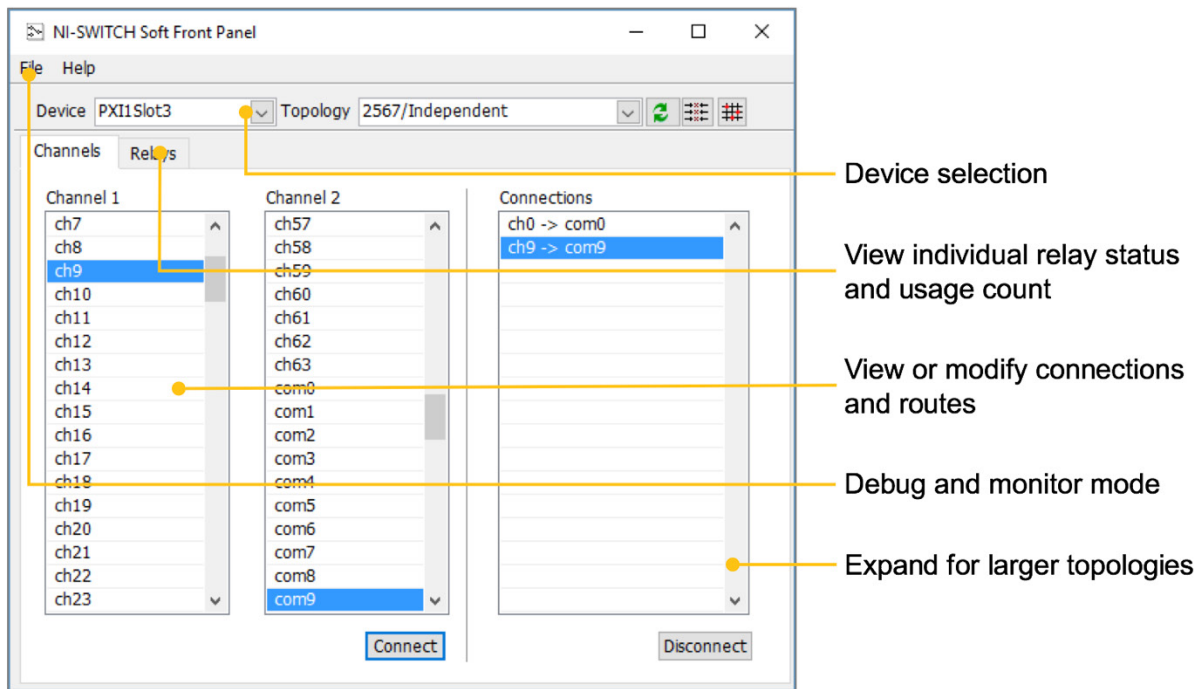 NI-SWITCH Soft Front Panel
File Help
Device PXI1Slot3 Topology 2567/Independent
Channels Relays
Channel 1
ch7
ch8
ch9
ch10
ch11
ch12
ch13
ch14
ch15
ch16
ch17
ch18
ch19
ch20
ch21
ch22
ch23
Channel 2
ch57
ch58
ch59
ch60
ch61
ch62
ch63
com0
com1
com2
com3
com4
com5
com6
com7
com8
com9
Connect
Connections
ch0 -> com0
ch9 -> com9
Disconnect
Device selection
View individual relay status
and usage count
View or modify connections
and routes
Debug and monitor mode
Expand for larger topologies